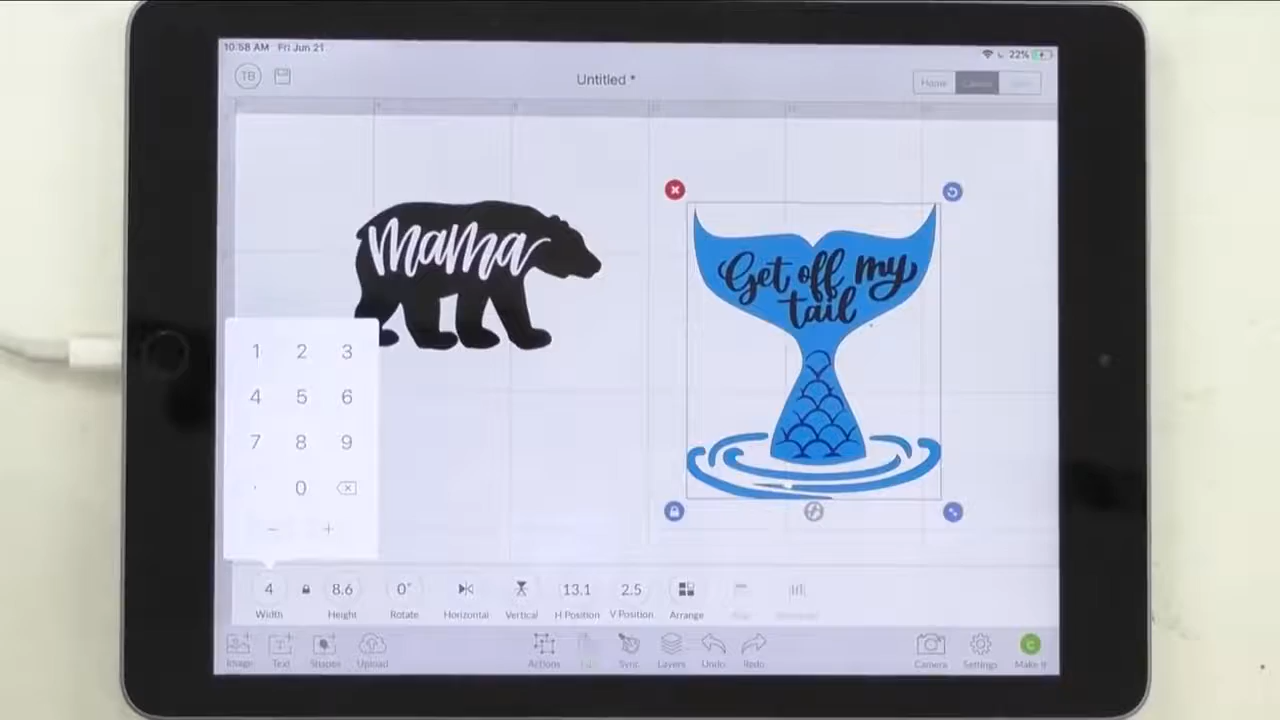 10:58 AM Fri Jun 21
22%
TB
Untitled *
Home
mama
Get off my
tail
1 2 3
4 5 6
7 8 9
. 0
− +
4 8.6 0° 13.1 2.5
Width Height Rotate Horizontal Vertical H Position V Position Arrange
Image Text Shapes Upload Actions Sync Layers Undo Redo Camera Settings Make It
C